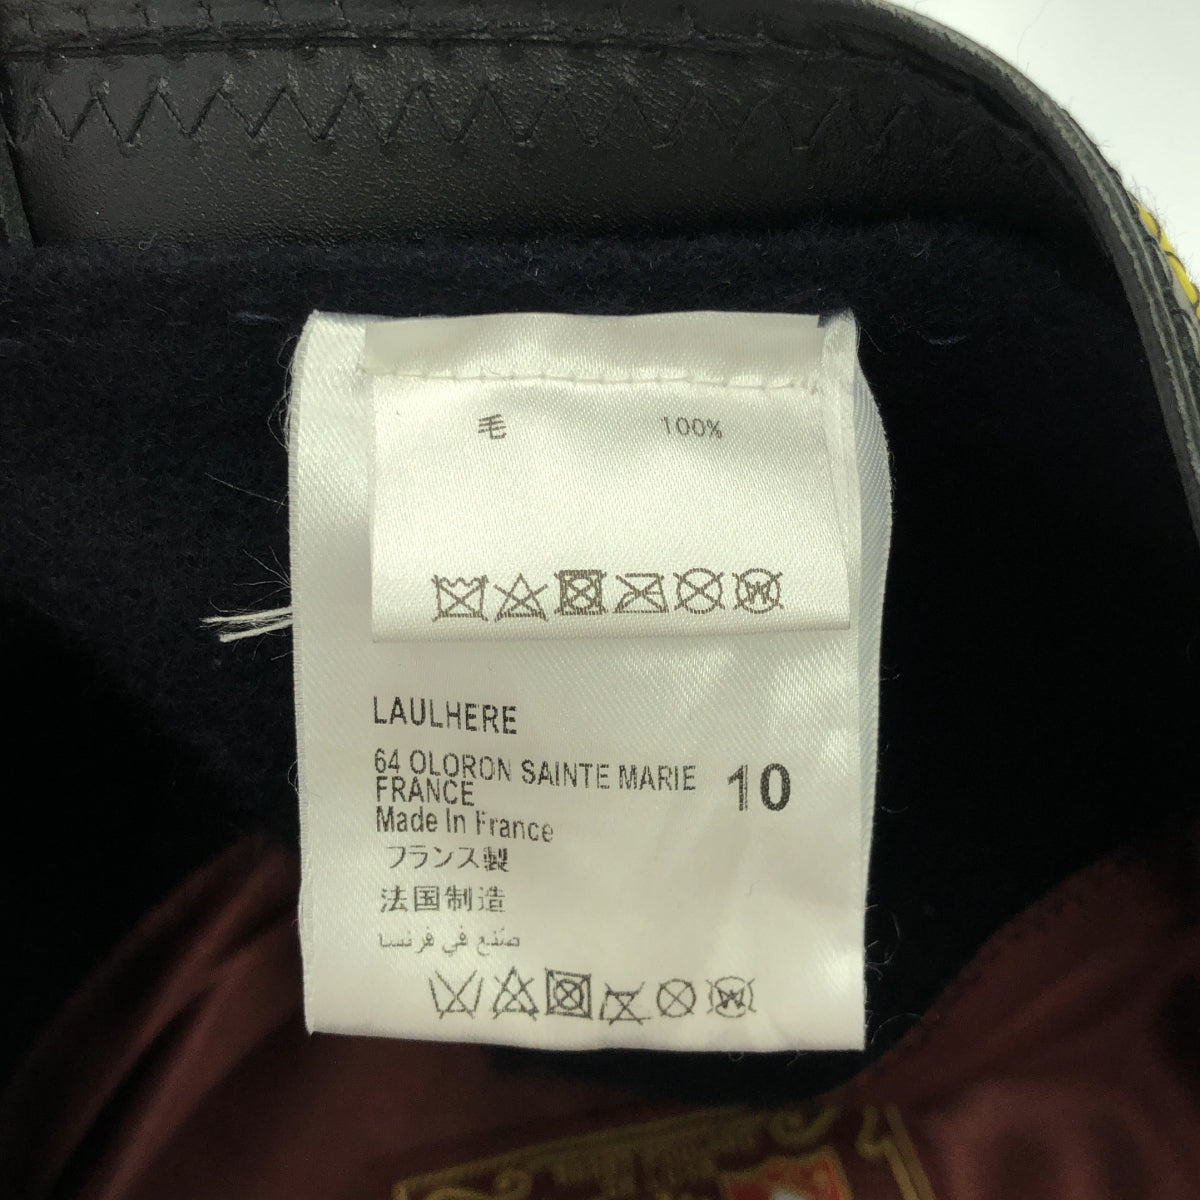 毛 100%
LAULHERE
64 OLORON SAINTE MARIE
FRANCE
10
Made In France
フランス製
法国制造
صنع في فرنسا